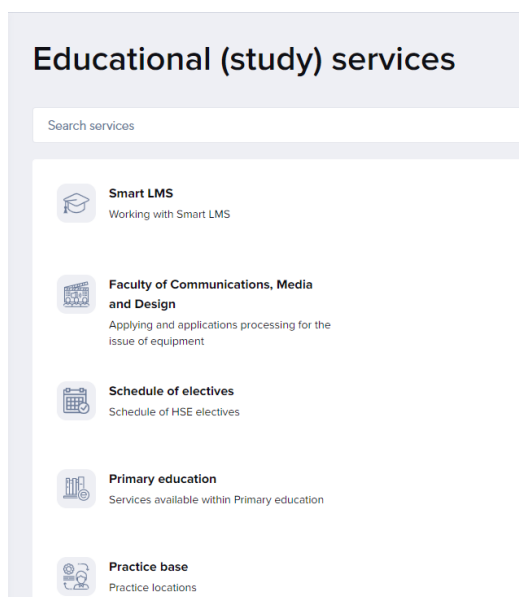 Educational (study) services
Search services
Smart LMS
Working with Smart LMS
Faculty of Communications, Media
and Design
Applying and applications processing for the
issue of equipment
Schedule of electives
Schedule of HSE electives
Primary education
Services available within Primary education
Practice base
Practice locations